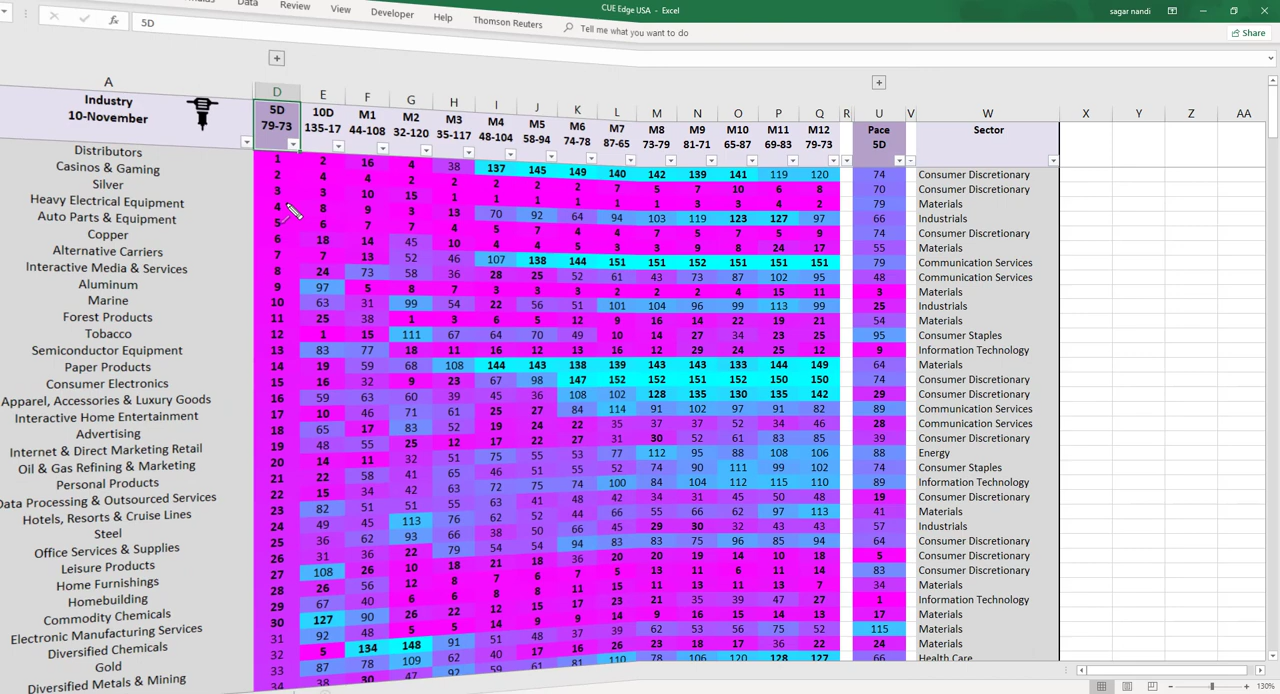 CUE Edge USA - Excel
sagar nandi
Data Review View Developer Help Thomson Reuters Tell me what you want to do
Share
fx 5D
A D E F G H I J K L M N O P Q R U V W X Y Z AA
Industry 5D 10D M1 M2 M3 M4 M5 M6 M7 M8 M9 M10 M11 M12 Pace Sector
10-November 79-73 135-17 44-108 32-120 35-117 48-104 58-94 74-78 87-65 73-79 81-71 65-87 69-83 79-73 5D
Distributors 1 2 16 4 38 137 145 149 140 142 139 141 119 120 74 Consumer Discretionary
Casinos & Gaming 2 4 4 2 2 2 2 2 7 5 7 10 6 8 70 Consumer Discretionary
Silver 3 3 10 15 1 1 1 1 1 1 3 3 4 2 79 Materials
Heavy Electrical Equipment 4 8 9 3 13 70 92 64 94 103 119 123 127 97 66 Industrials
Auto Parts & Equipment 5 6 7 7 4 5 7 4 4 7 5 7 5 9 74 Consumer Discretionary
Copper 6 18 14 45 10 4 4 5 3 3 9 8 24 17 55 Materials
Alternative Carriers 7 7 13 52 46 107 138 144 151 151 152 151 151 151 79 Communication Services
Interactive Media & Services 8 24 73 58 36 28 25 52 61 43 73 87 102 95 48 Communication Services
Aluminum 9 97 5 8 7 3 3 3 2 2 2 4 15 11 3 Materials
Marine 10 63 31 99 54 22 56 51 101 104 96 99 113 99 25 Industrials
Forest Products 11 25 38 1 3 6 5 12 9 16 14 22 19 21 54 Materials
Tobacco 12 1 15 111 67 64 70 49 10 14 27 34 23 25 95 Consumer Staples
Semiconductor Equipment 13 83 77 18 11 16 12 13 16 12 29 24 25 12 9 Information Technology
Paper Products 14 19 59 68 108 144 143 138 139 143 143 133 144 149 64 Materials
Consumer Electronics 15 16 32 9 23 67 98 147 152 152 151 152 150 150 74 Consumer Discretionary
Apparel, Accessories & Luxury Goods 16 59 63 60 39 45 36 108 102 128 135 130 135 142 29 Consumer Discretionary
Interactive Home Entertainment 17 10 46 71 61 25 27 84 114 91 102 97 91 82 89 Communication Services
Advertising 18 65 17 83 52 19 24 22 35 37 37 52 34 46 28 Communication Services
Internet & Direct Marketing Retail 19 48 55 25 12 17 22 27 31 30 52 61 83 85 39 Consumer Discretionary
Oil & Gas Refining & Marketing 20 14 11 32 51 75 55 53 77 112 95 88 108 106 88 Energy
Personal Products 21 22 58 41 65 46 51 55 52 74 90 111 99 102 74 Consumer Staples
Data Processing & Outsourced Services 22 15 34 42 63 72 75 74 100 84 104 112 115 110 89 Information Technology
Hotels, Resorts & Cruise Lines 23 82 51 51 55 63 41 48 42 34 31 45 50 48 19 Consumer Discretionary
Steel 24 49 45 113 76 62 52 44 66 55 66 62 97 113 41 Materials
Office Services & Supplies 25 36 62 93 66 38 50 66 45 29 30 32 43 43 57 Industrials
Leisure Products 26 31 36 22 79 54 54 94 83 83 75 96 85 94 64 Consumer Discretionary
Home Furnishings 27 108 26 10 18 21 18 36 20 20 19 14 10 18 5 Consumer Discretionary
Homebuilding 28 26 56 12 8 7 6 7 5 13 11 6 11 14 83 Consumer Discretionary
Commodity Chemicals 29 67 40 6 6 8 8 11 15 11 13 11 13 7 34 Materials
Electronic Manufacturing Services 30 127 90 26 22 12 15 17 23 21 35 39 47 27 1 Information Technology
Diversified Chemicals 31 92 48 5 5 14 9 9 14 9 16 15 14 13 17 Materials
Gold 32 5 134 148 91 51 48 37 39 62 53 56 75 52 115 Materials
Diversified Metals & Mining 33 87 78 109 62 40 17 16 26 23 18 17 36 22 24 Materials
34 38 30 47 92 59 61 81 110 78 106 120 128 127 66 Health Care
130%